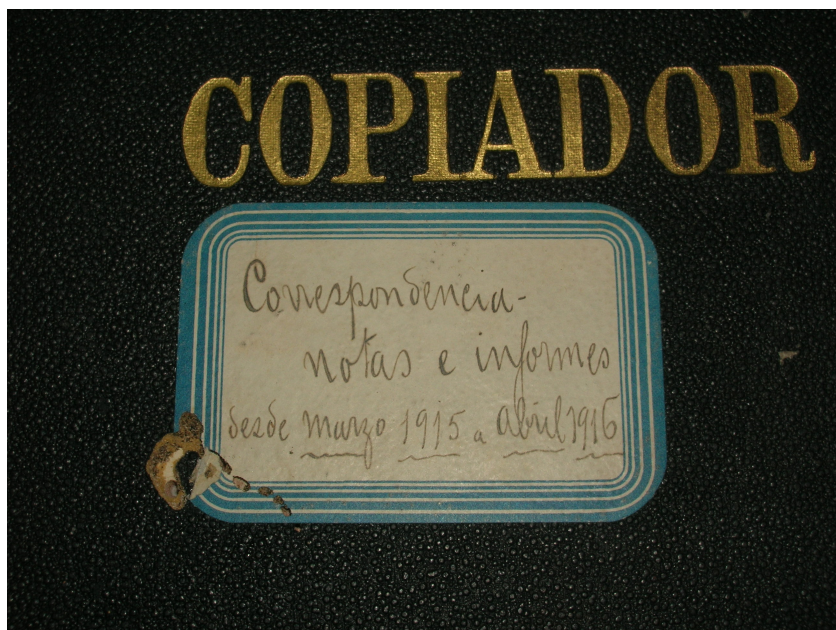 COPIADOR
Correspondencia-
notas e informes
desde marzo 1915 a abril 1916